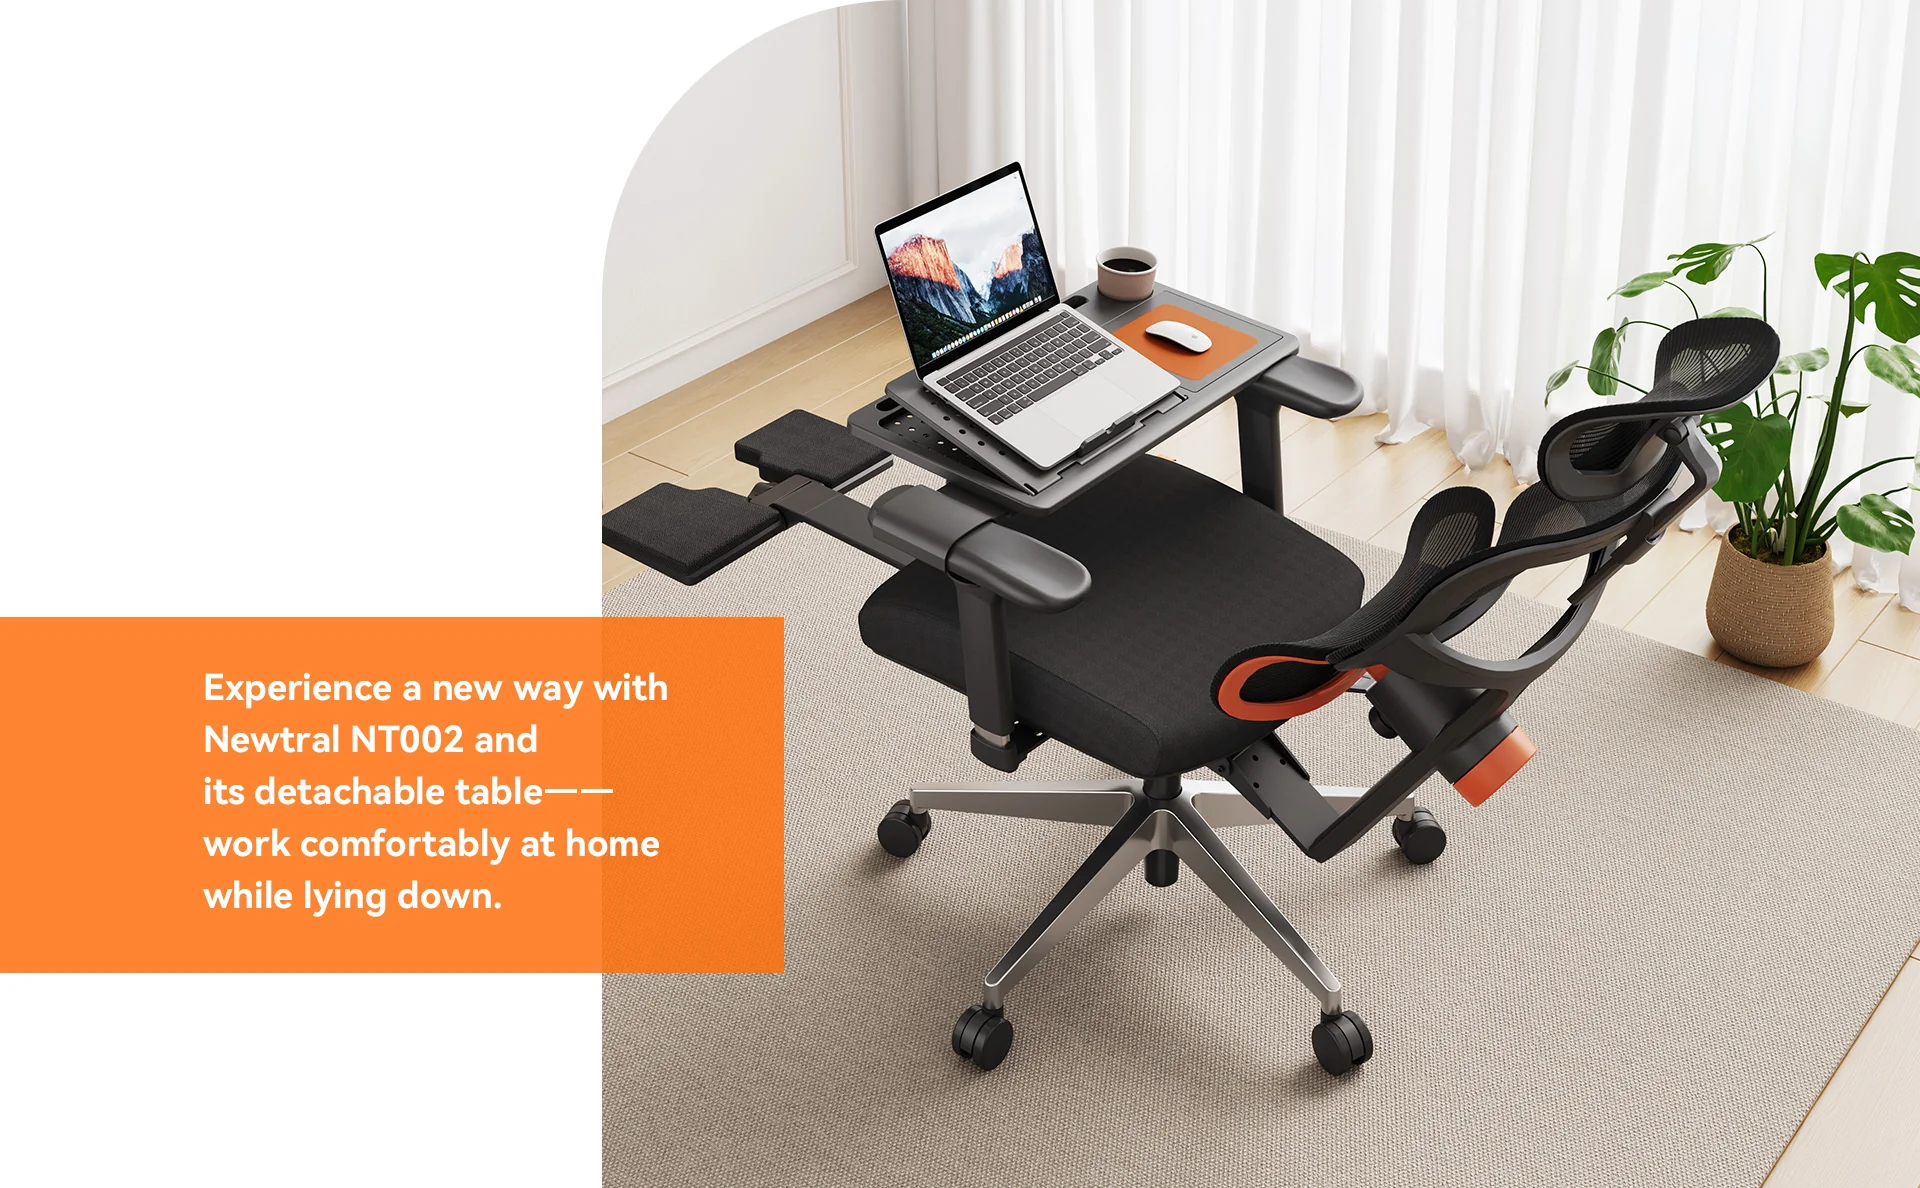 Experience a new way with
Newtral NT002 and
its detachable table——
work comfortably at home
while lying down.